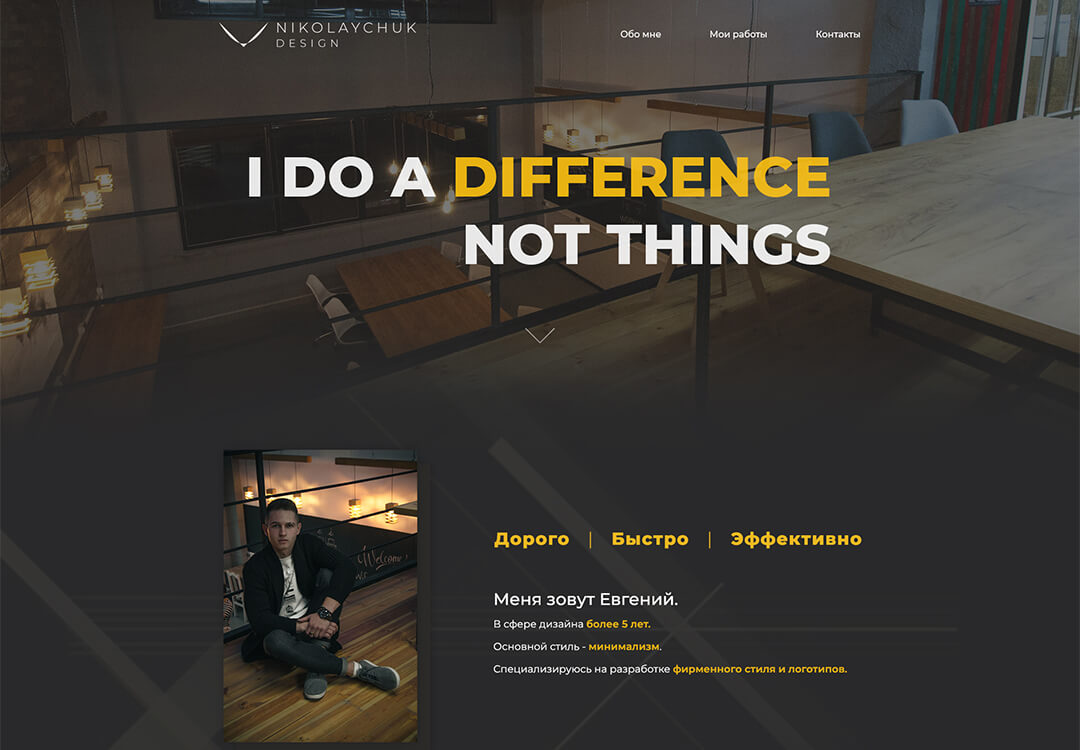 NIKOLAYCHUK
DESIGN
Обо мне
Мои работы
Контакты
I DO A DIFFERENCE
NOT THINGS
Welcome!
Дорого | Быстро | Эффективно
Меня зовут Евгений.
В сфере дизайна более 5 лет.
Основной стиль - минимализм.
Специализируюсь на разработке фирменного стиля и логотипов.